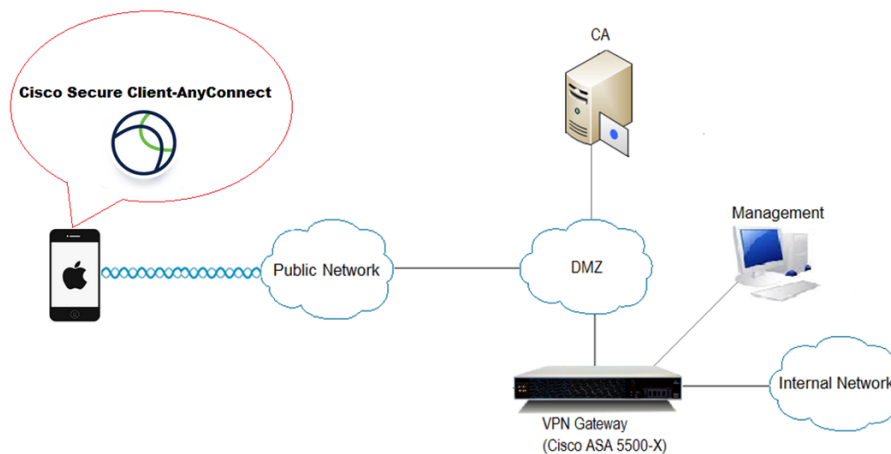 Cisco Secure Client-AnyConnect
CA
Management
Public Network
DMZ
Internal Network
VPN Gateway
(Cisco ASA 5500-X)